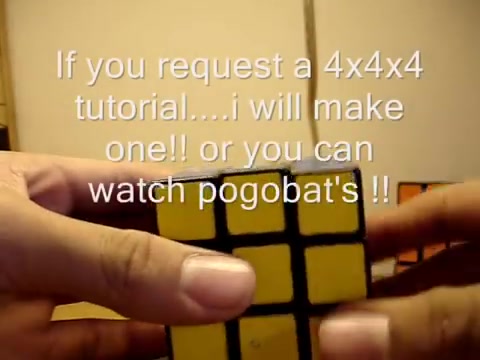 If you request a 4x4x4
tutorial....i will make
one!! or you can
watch pogobat's !!